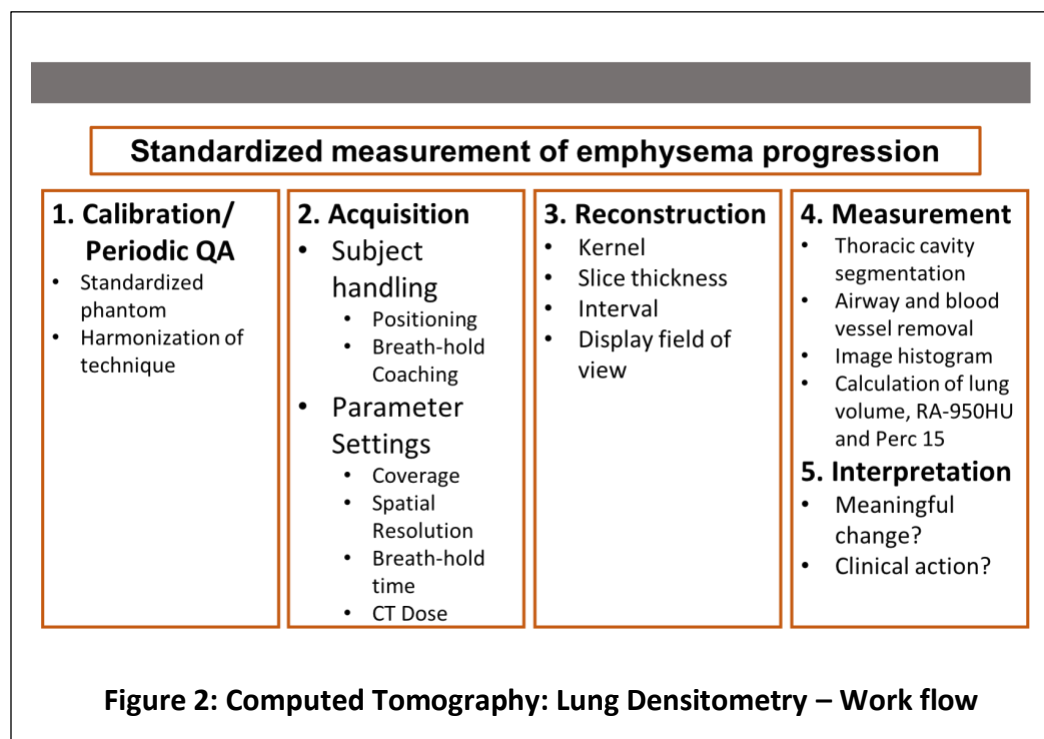 Standardized measurement of emphysema progression
1. Calibration/
Periodic QA
• Standardized
phantom
• Harmonization of
technique
2. Acquisition
• Subject
handling
• Positioning
• Breath-hold
Coaching
• Parameter
Settings
• Coverage
• Spatial
Resolution
• Breath-hold
time
• CT Dose
3. Reconstruction
• Kernel
• Slice thickness
• Interval
• Display field of
view
4. Measurement
• Thoracic cavity
segmentation
• Airway and blood
vessel removal
• Image histogram
• Calculation of lung
volume, RA-950HU
and Perc 15
5. Interpretation
• Meaningful
change?
• Clinical action?
Figure 2: Computed Tomography: Lung Densitometry – Work flow